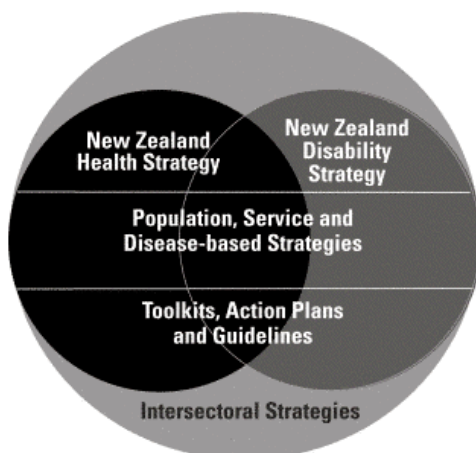 New Zealand
Health Strategy
New Zealand
Disability
Strategy
Population, Service and
Disease-based Strategies
Toolkits, Action Plans
and Guidelines
Intersectoral Strategies